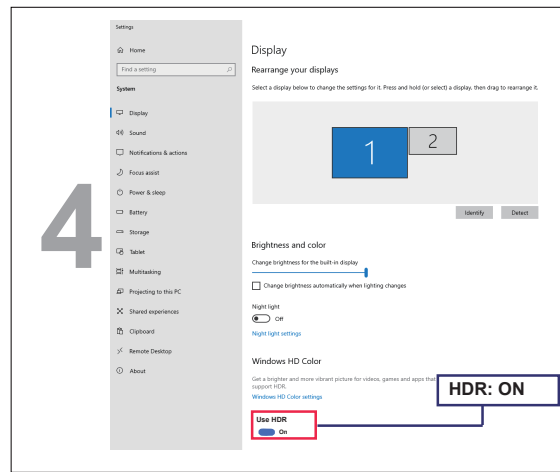 4
Settings
Home
Find a setting
System
Display
Sound
Notifications & actions
Focus assist
Power & sleep
Battery
Storage
Tablet
Multitasking
Projecting to this PC
Shared experiences
Clipboard
Remote Desktop
About
Display
Rearrange your displays
Select a display below to change the settings for it. Press and hold (or select) a display, then drag to rearrange it.
1
2
Identify
Detect
Brightness and color
Change brightness for the built-in display
Change brightness automatically when lighting changes
Night light
Off
Night light settings
Windows HD Color
Get a brighter and more vibrant picture for videos, games and apps that
support HDR.
Windows HD Color settings
Use HDR
On
HDR: ON